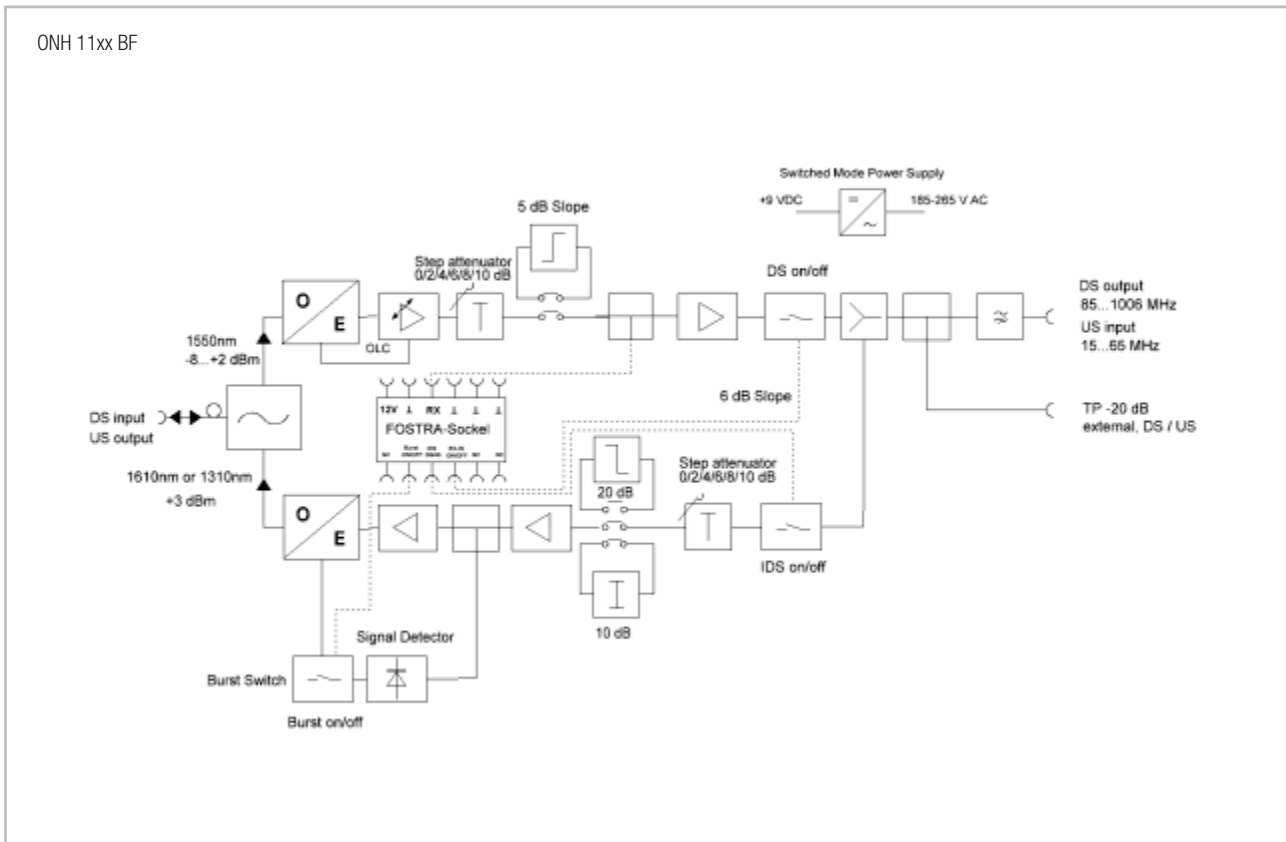 ONH 11xx BF
Switched Mode Power Supply
+9 VDC
185-265 V AC
=
~
5 dB Slope
Step attenuator
0/2/4/6/8/10 dB
DS on/off
O
E
T
OLC
DS output
85...1006 MHz
US input
15...65 MHz
1550nm
-8...+2 dBm
6 dB Slope
TP -20 dB
external, DS / US
DS input
US output
12V ⊥ RX ⊥ ⊥ ⊥
FOSTRA-Sockel
1610nm or 1310nm
+3 dBm
20 dB
Step attenuator
0/2/4/6/8/10 dB
O
E
T
IDS on/off
10 dB
Signal Detector
Burst Switch
Burst on/off